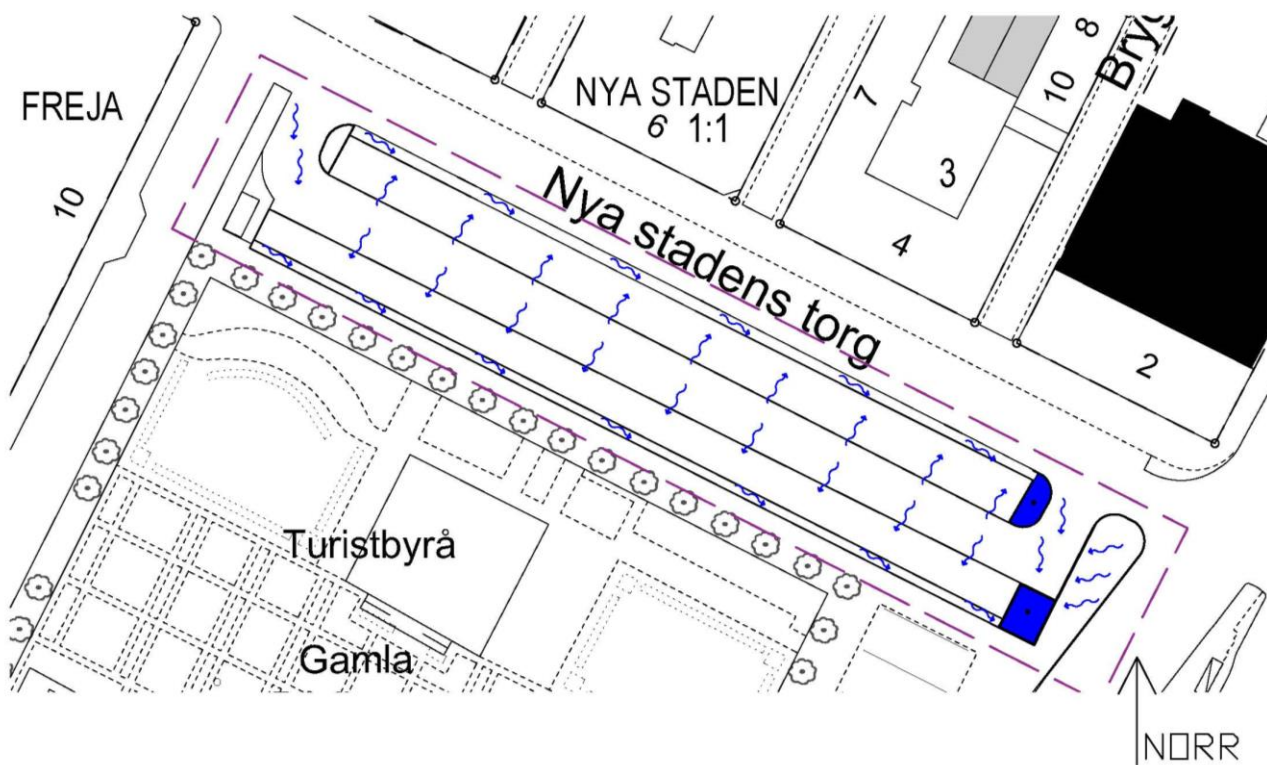 FREJA
10
NYA STADEN
6 1:1
7
8
10
Bryg
3
4
2
Nya stadens torg
Turistbyrå
Gamla
NORR